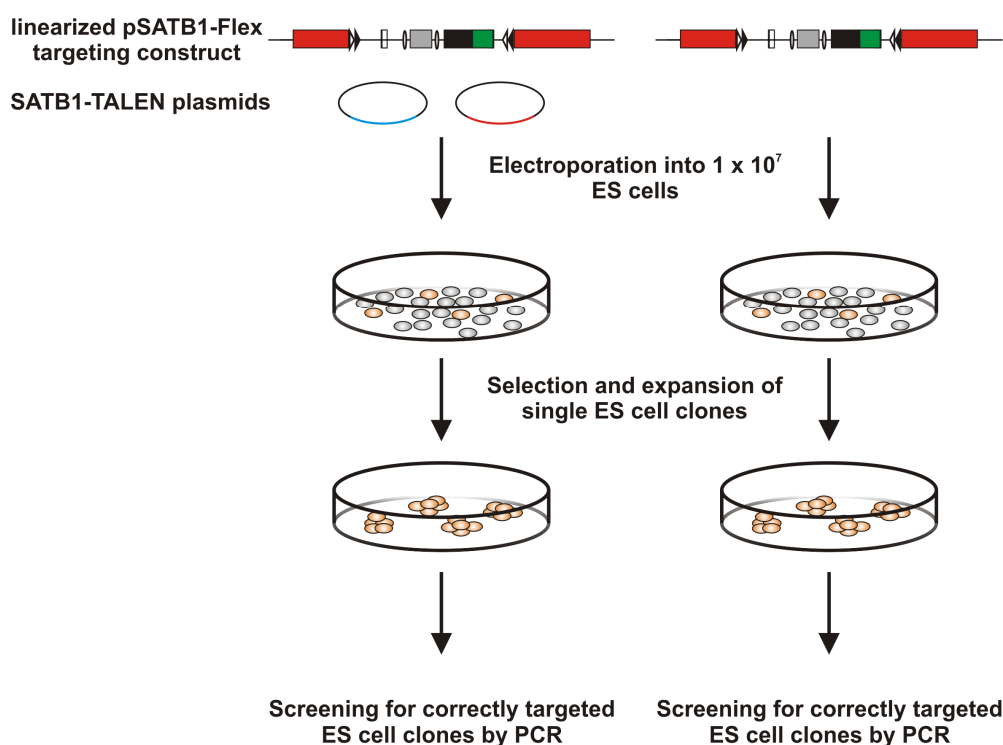 linearized pSATB1-Flex
targeting construct
SATB1-TALEN plasmids
Electroporation into 1 x 10⁷
ES cells
Selection and expansion of
single ES cell clones
Screening for correctly targeted
ES cell clones by PCR
Screening for correctly targeted
ES cell clones by PCR